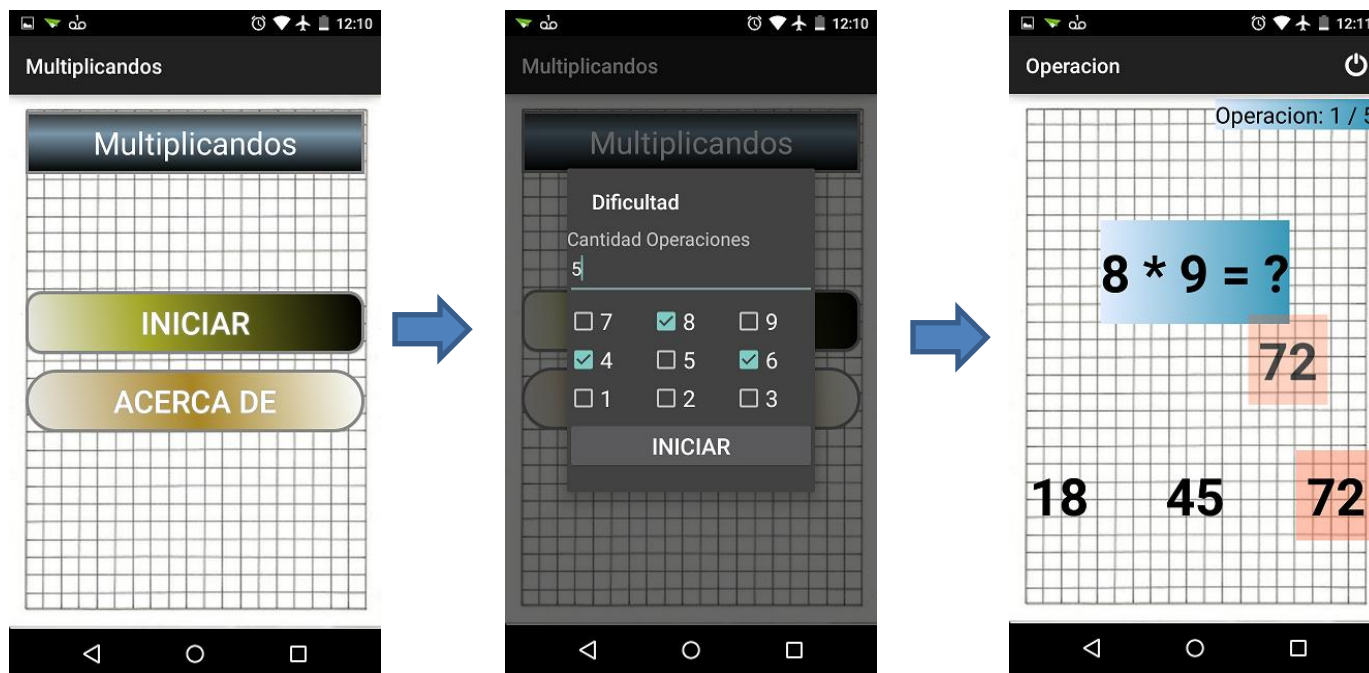 12:10
Multiplicandos
Multiplicandos
INICIAR
ACERCA DE
12:10
Multiplicandos
Multiplicandos
Dificultad
Cantidad Operaciones
5
7 8 9
4 5 6
1 2 3
INICIAR
12:11
Operacion
Operacion: 1 / 5
8 * 9 = ?
72
18 45 72